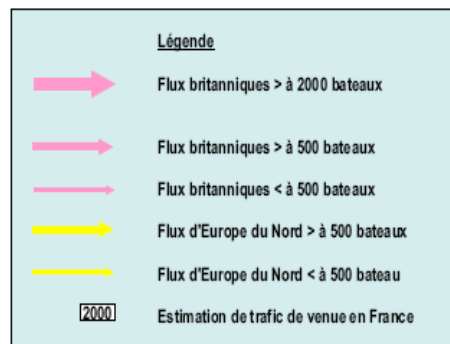 Légende
Flux britanniques > à 2000 bateaux
Flux britanniques > à 500 bateaux
Flux britanniques < à 500 bateaux
Flux d'Europe du Nord > à 500 bateaux
Flux d'Europe du Nord < à 500 bateau
2000 Estimation de trafic de venue en France